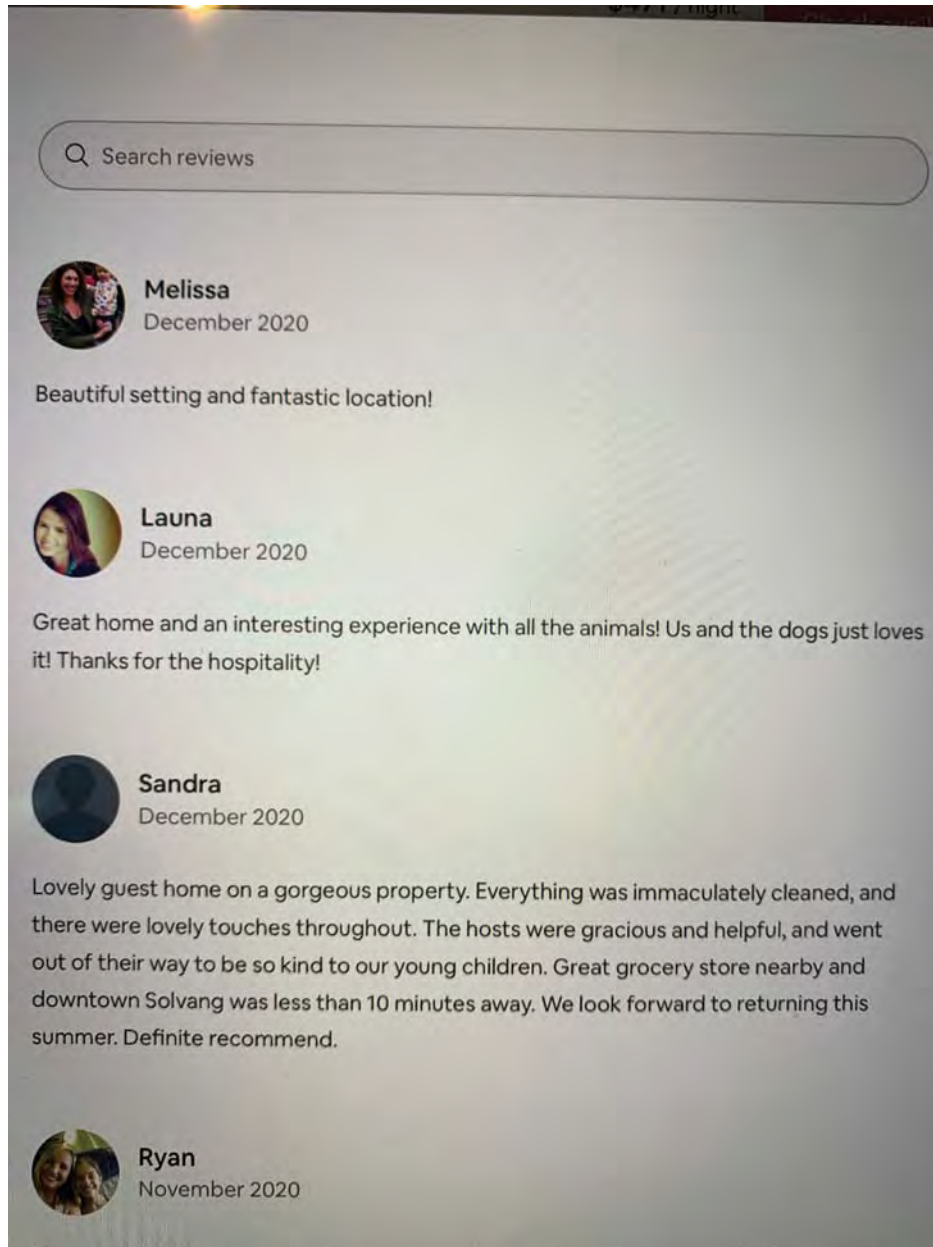 / night
Search reviews
Melissa
December 2020
Beautiful setting and fantastic location!
Launa
December 2020
Great home and an interesting experience with all the animals! Us and the dogs just loves
it! Thanks for the hospitality!
Sandra
December 2020
Lovely guest home on a gorgeous property. Everything was immaculately cleaned, and
there were lovely touches throughout. The hosts were gracious and helpful, and went
out of their way to be so kind to our young children. Great grocery store nearby and
downtown Solvang was less than 10 minutes away. We look forward to returning this
summer. Definite recommend.
Ryan
November 2020